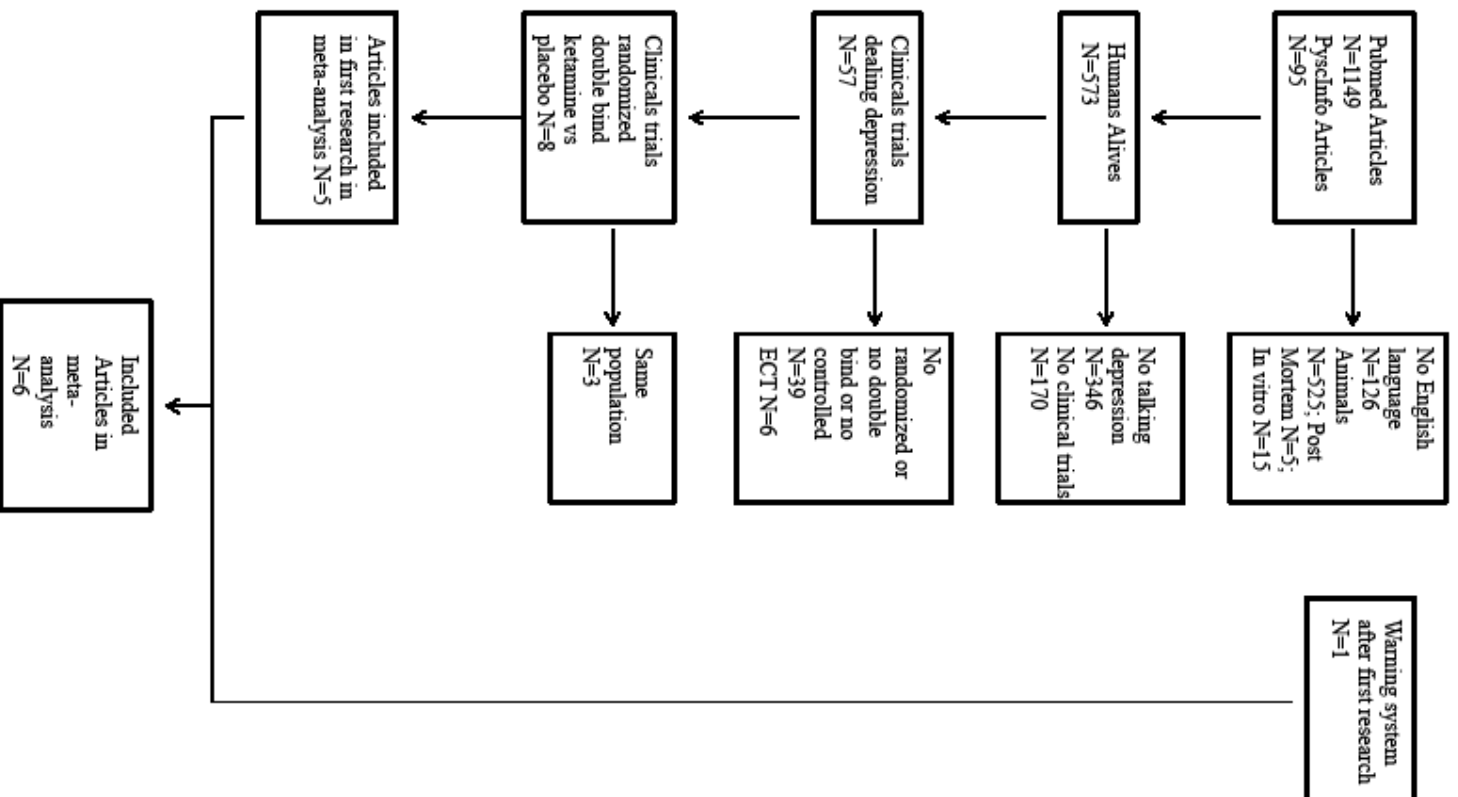 Pubmed Articles
N=1149
PyscInfo Articles
N=95
No English
language
N=126
Animals
N=525; Post
Mortem N=5;
In vitro N=15
Warning system
after first research
N=1
Humans Alives
N=573
No talking
depression
N=346
No clinical trials
N=170
Clinicals trials
dealing depression
N=57
No
randomized or
no double
bind or no
controlled
N=39
ECT N=6
Clinicals trials
randomized
double bind
ketamine vs
placebo N=8
Same
population
N=3
Articles included
in first research in
meta-analysis N=5
Included
Articles in
meta-
analysis
N=6